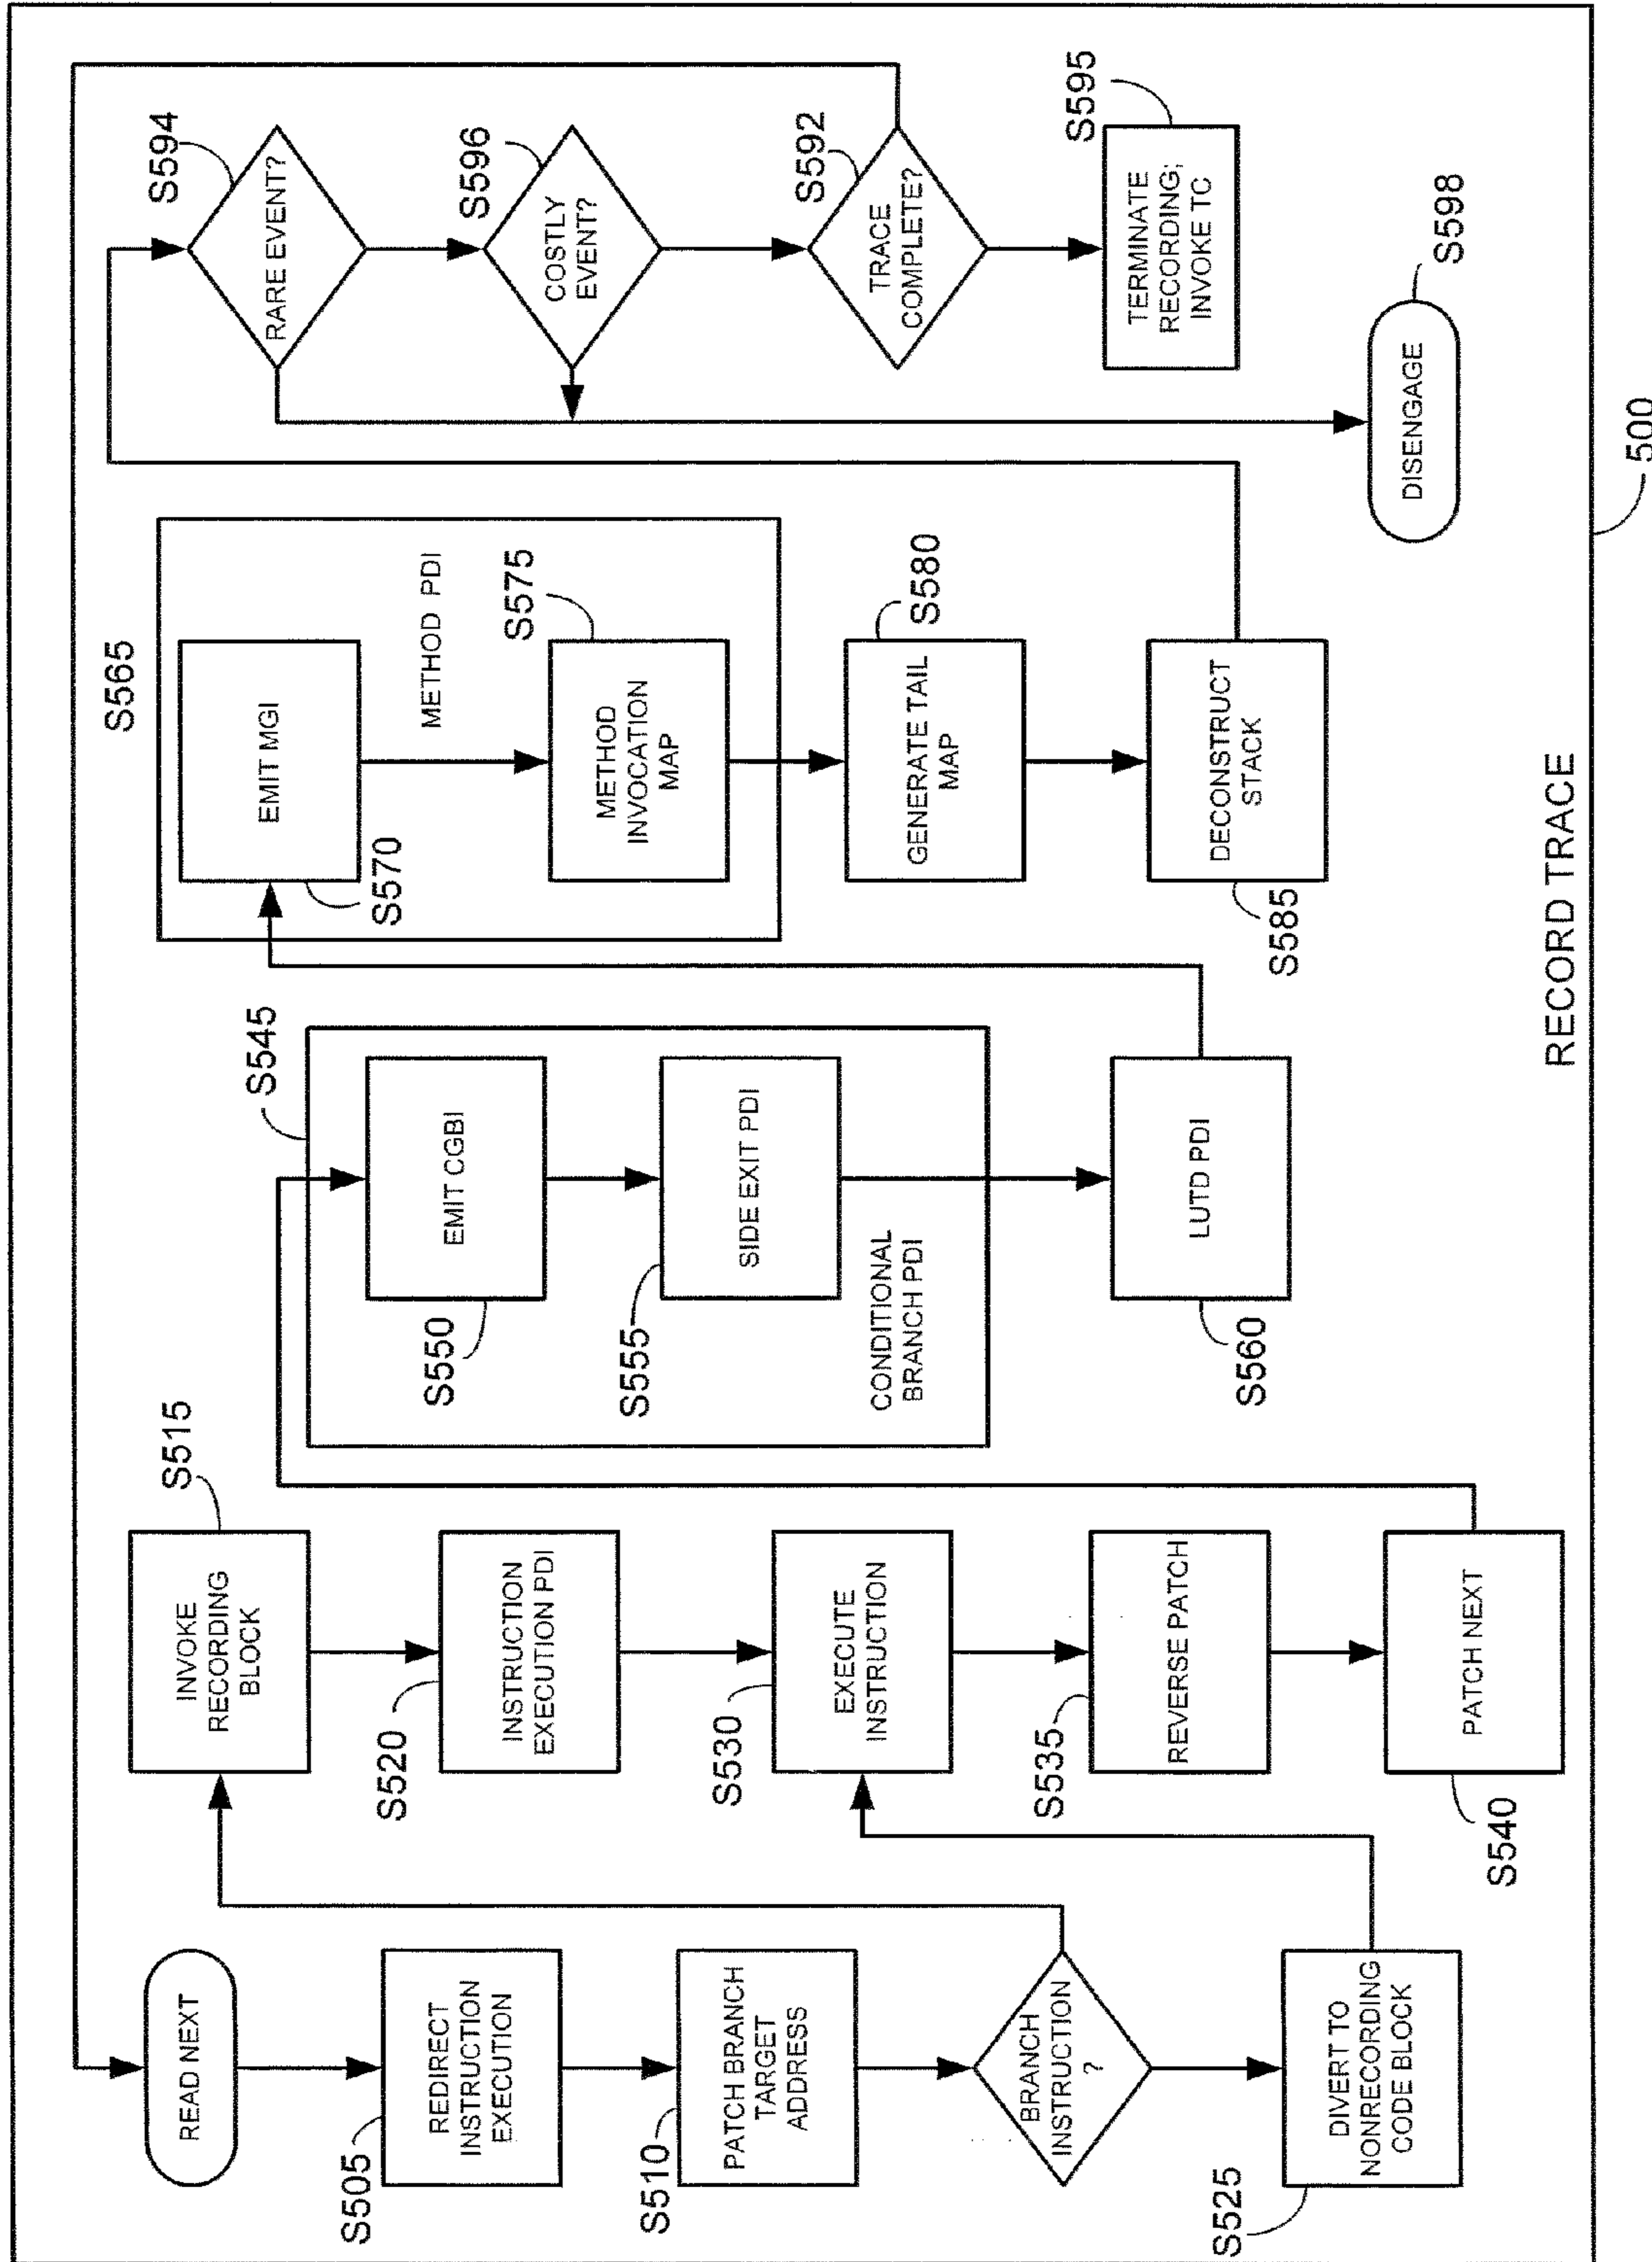 READ NEXT
S505
REDIRECT
INSTRUCTION
EXECUTION
S510
PATCH BRANCH
TARGET
ADDRESS
BRANCH
INSTRUCTION
?
S525
DIVERT TO
NONRECORDING
CODE BLOCK
S515
INVOKE
RECORDING
BLOCK
S520
INSTRUCTION
EXECUTION PDI
S530
EXECUTE
INSTRUCTION
S535
REVERSE PATCH
S540
PATCH NEXT
S545
S550
EMIT CGBI
S555
SIDE EXIT PDI
CONDITIONAL
BRANCH PDI
S560
LUTD PDI
S565
S570
EMIT MGI
METHOD PDI
S575
METHOD
INVOCATION
MAP
S580
GENERATE TAIL
MAP
S585
DECONSTRUCT
STACK
S594
RARE EVENT?
S596
COSTLY
EVENT?
S592
TRACE
COMPLETE?
S595
TERMINATE
RECORDING;
INVOKE TC
S598
DISENGAGE
RECORD TRACE
500